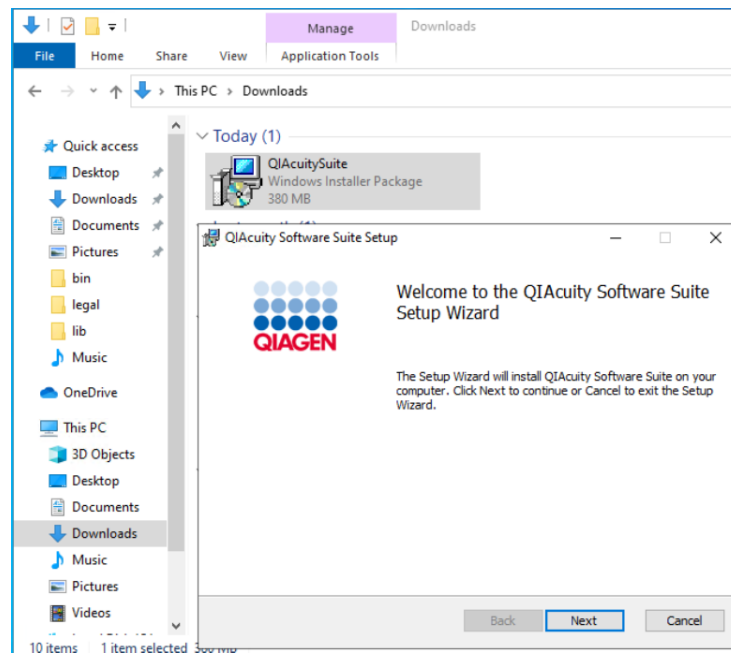 Manage
Downloads
File
Home
Share
View
Application Tools
This PC
Downloads
Quick access
Desktop
Downloads
Documents
Pictures
bin
legal
lib
Music
OneDrive
This PC
3D Objects
Desktop
Documents
Downloads
Music
Pictures
Videos
10 items
1 item selected 380 MB
Today (1)
QIAcuitySuite
Windows Installer Package
380 MB
QIAcuity Software Suite Setup
QIAGEN
Welcome to the QIAcuity Software Suite
Setup Wizard
The Setup Wizard will install QIAcuity Software Suite on your
computer. Click Next to continue or Cancel to exit the Setup
Wizard.
Back
Next
Cancel